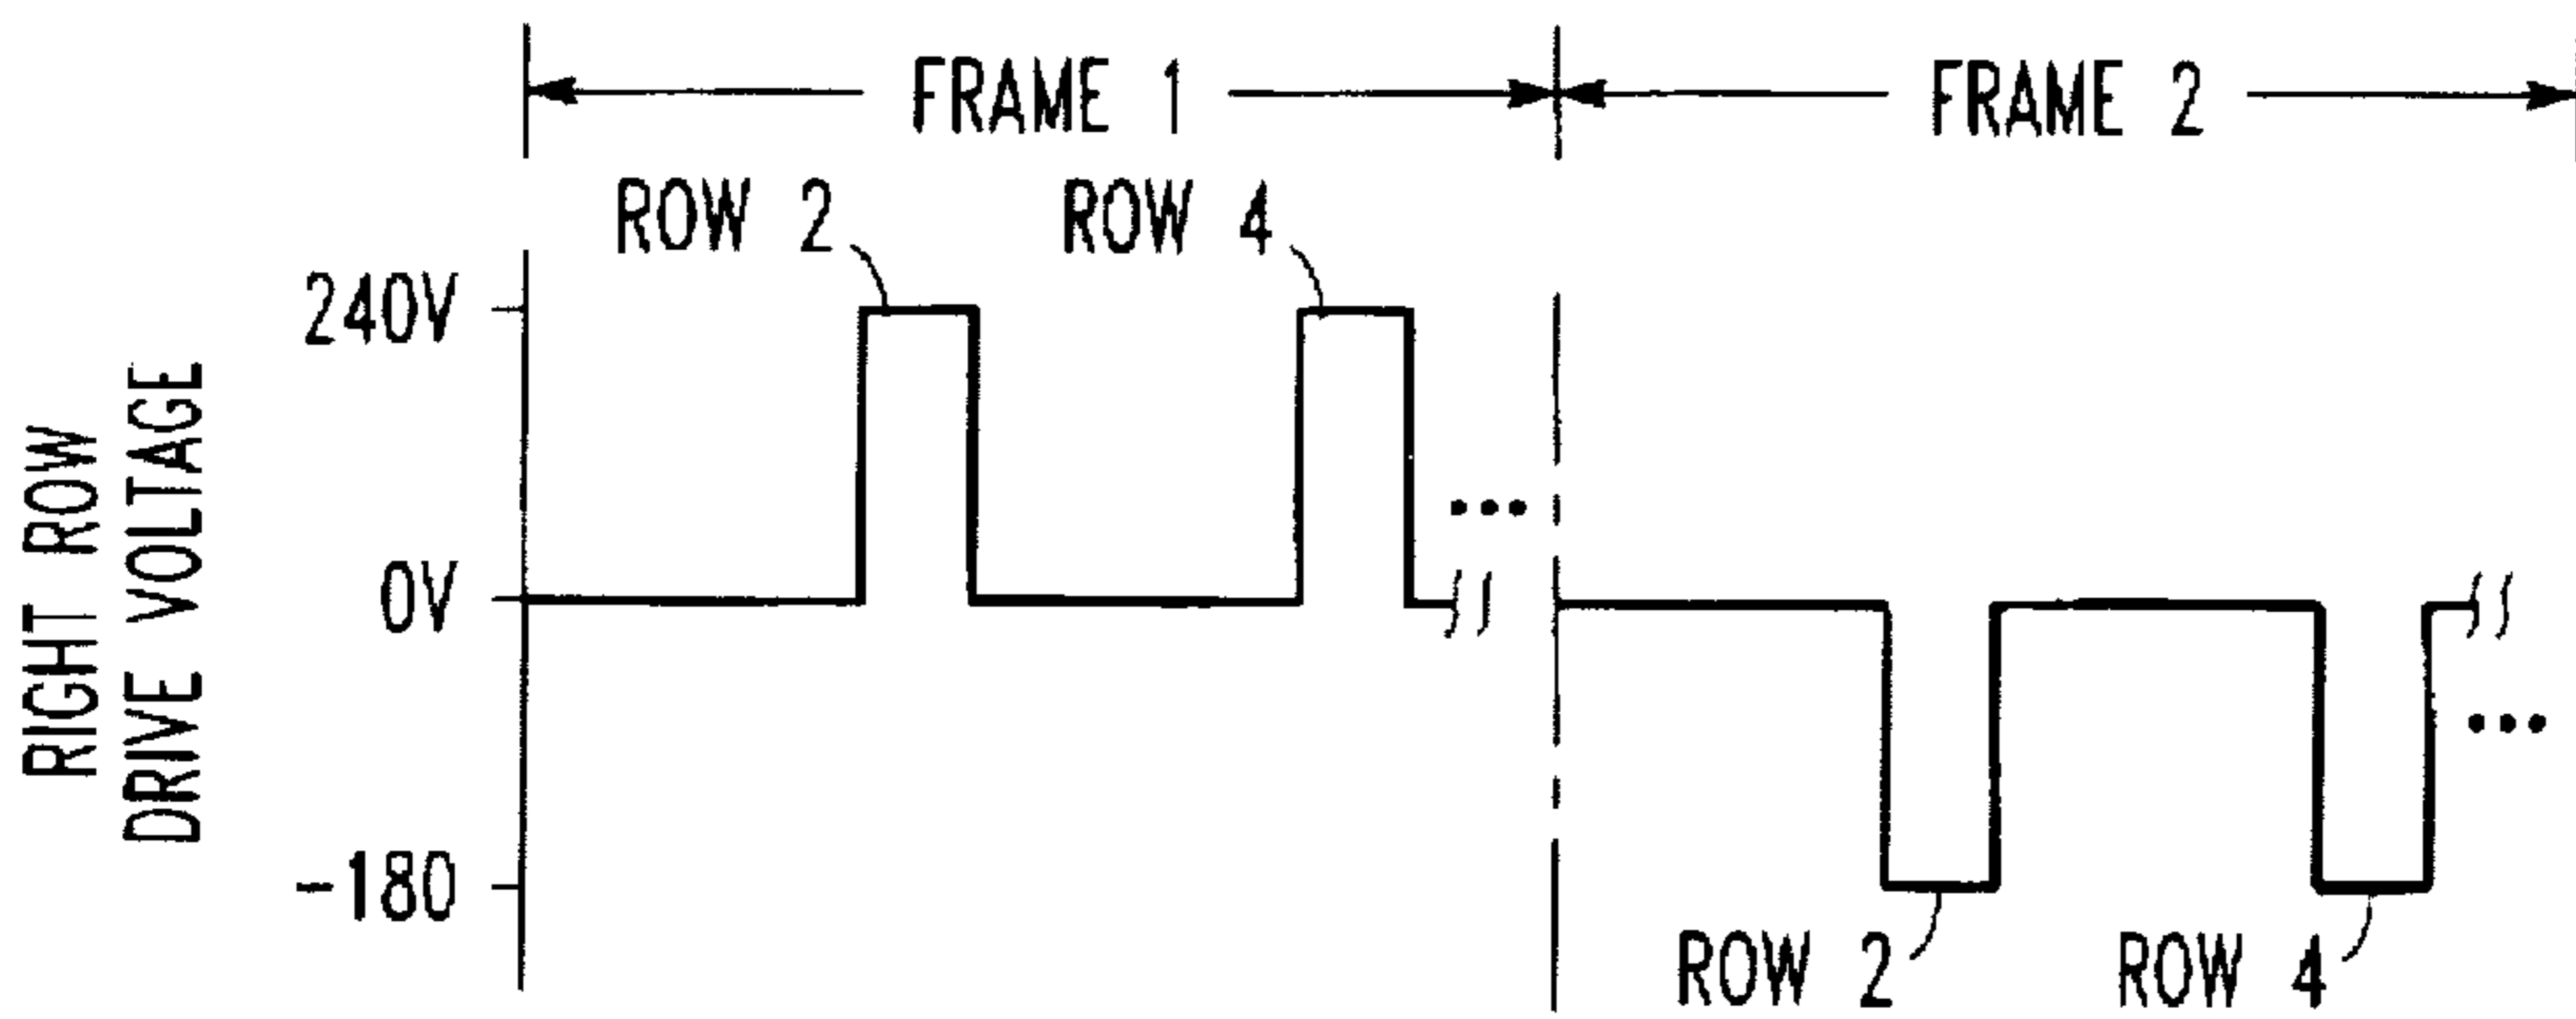 FRAME 1
FRAME 2
ROW 2
ROW 4
240V
0V
-180
RIGHT ROW
DRIVE VOLTAGE
•••
•••
ROW 2
ROW 4